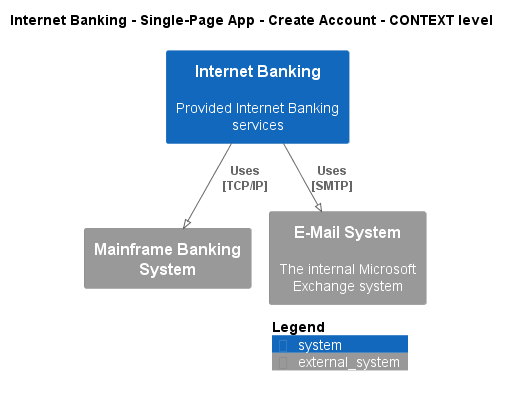 Internet Banking - Single-Page App - Create Account - CONTEXT level
Internet Banking
Provided Internet Banking
services
Uses
[TCP/IP]
Uses
[SMTP]
Mainframe Banking
System
E-Mail System
The internal Microsoft
Exchange system
Legend
system
external_system